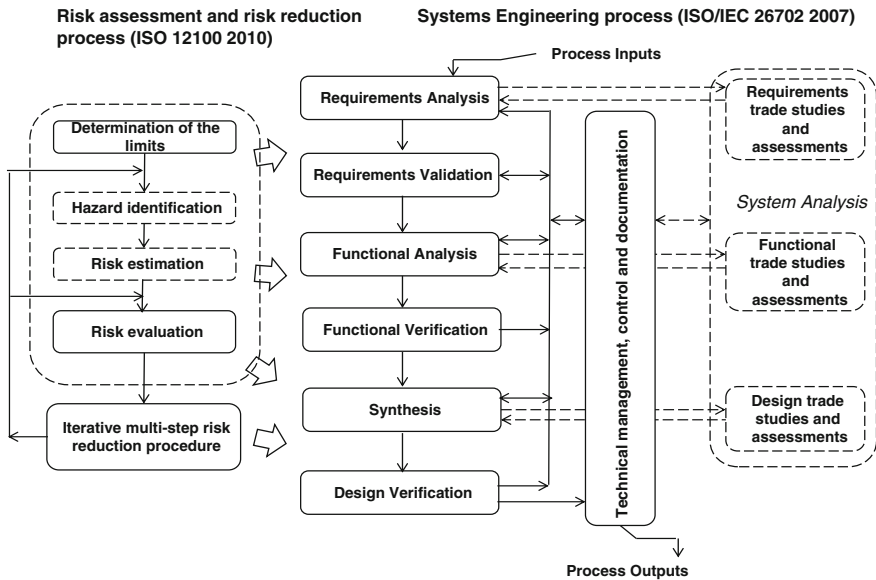 Risk assessment and risk reduction
process (ISO 12100 2010)
Systems Engineering process (ISO/IEC 26702 2007)
Process Inputs
Determination of the
limits
Hazard identification
Risk estimation
Risk evaluation
Iterative multi-step risk
reduction procedure
Requirements Analysis
Requirements Validation
Functional Analysis
Functional Verification
Synthesis
Design Verification
Technical management, control and documentation
Requirements
trade studies
and
assessments
System Analysis
Functional
trade studies
and
assessments
Design trade
studies and
assessments
Process Outputs